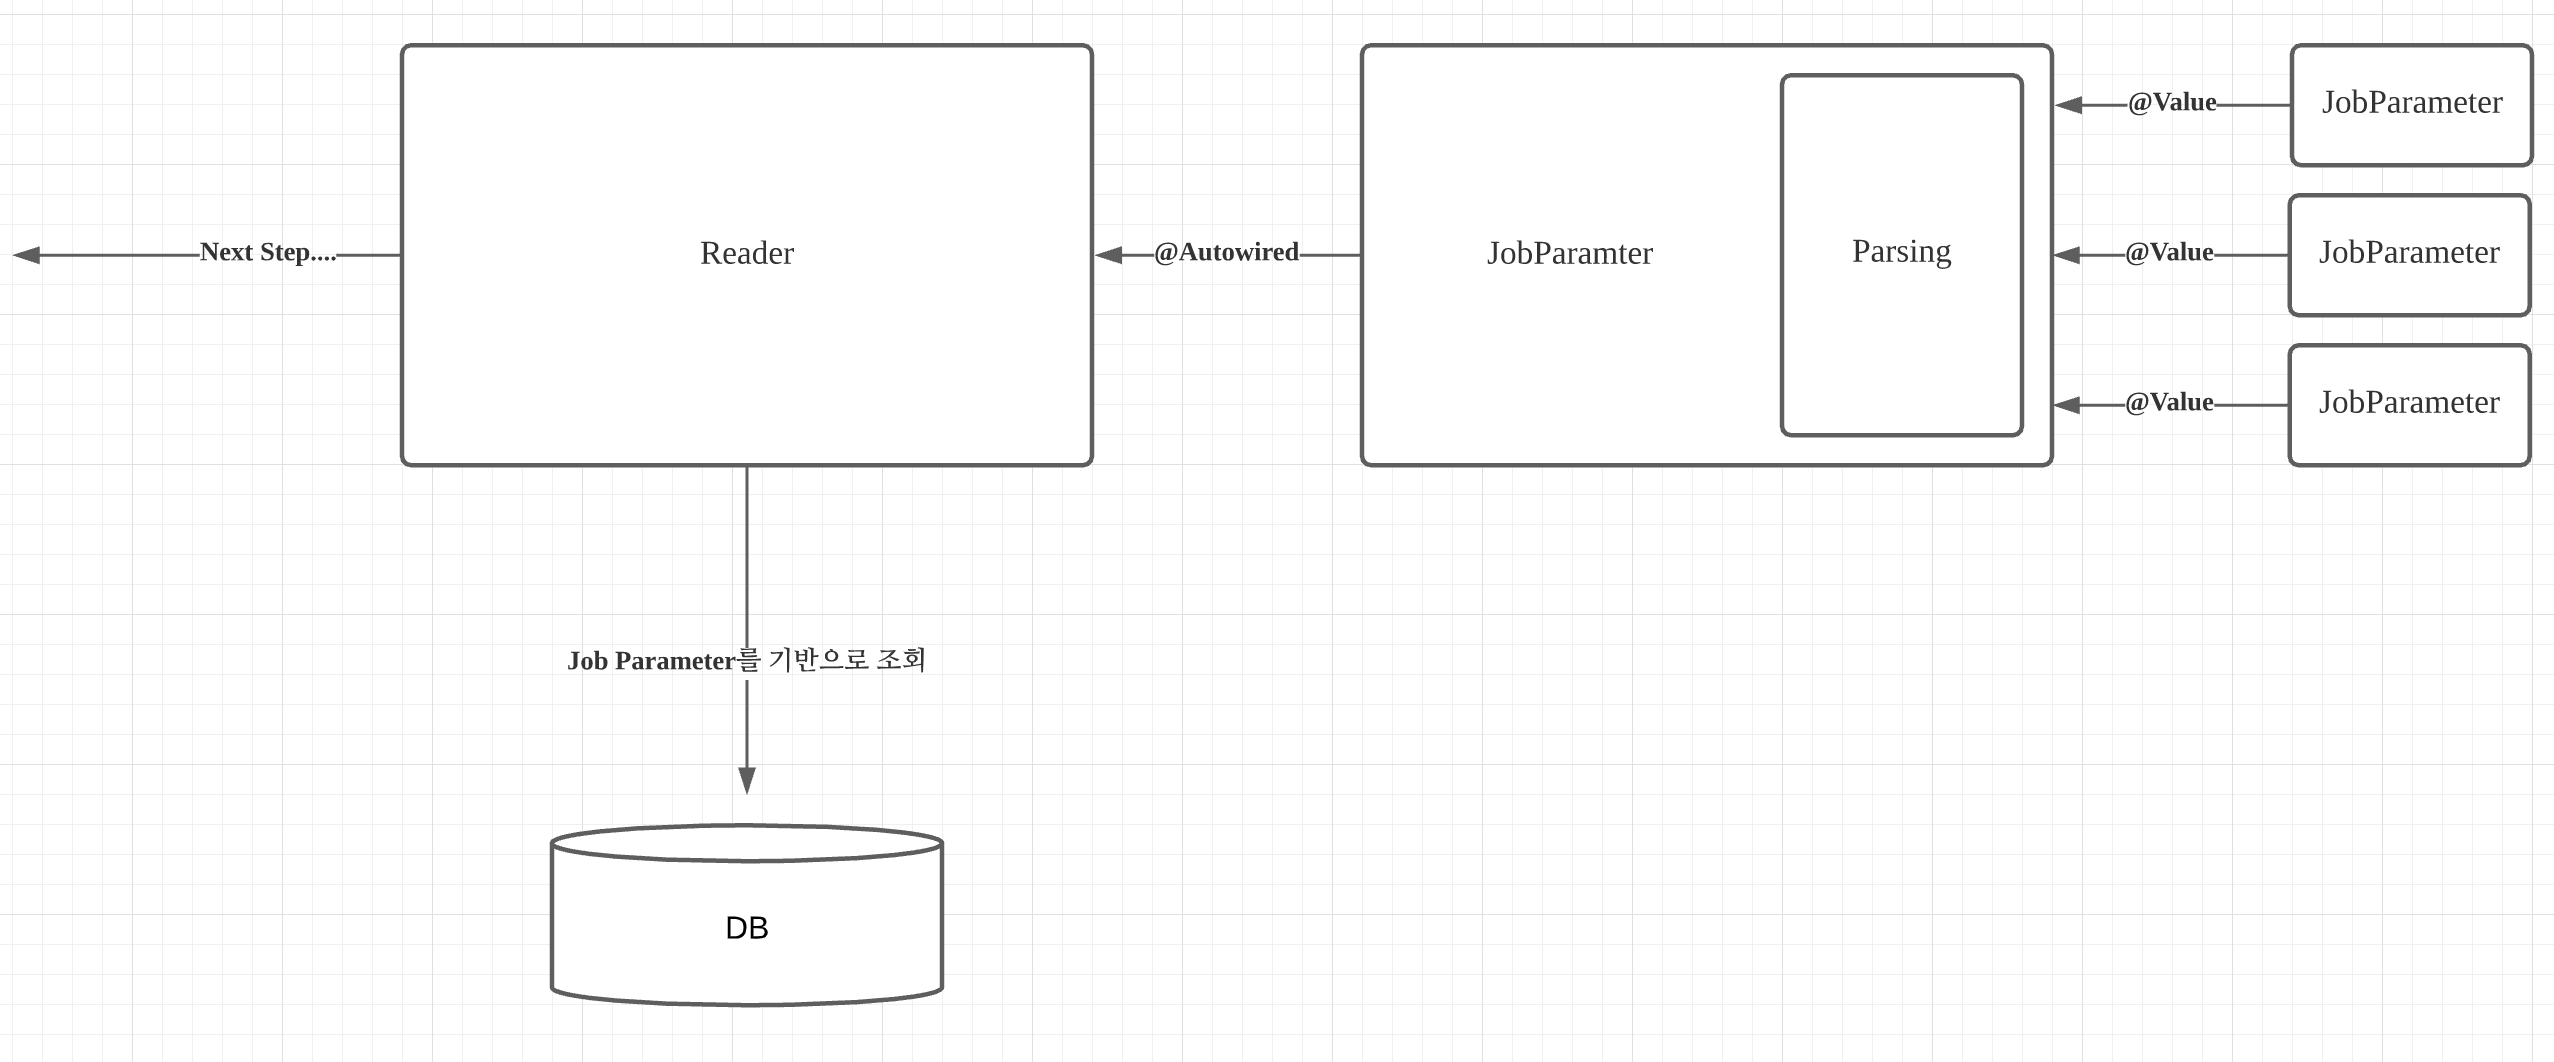 @Value
JobParameter
Next Step....
Reader
@Autowired
JobParamter
Parsing
@Value
JobParameter
@Value
JobParameter
Job Parameter를 기반으로 조회
DB